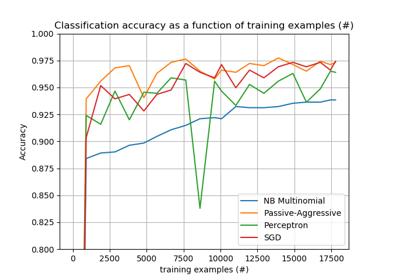 Classification accuracy as a function of training examples (#)
1.000
0.975
0.950
0.925
0.900
0.875
0.850
0.825
0.800
Accuracy
NB Multinomial
Passive-Aggressive
Perceptron
SGD
0 2500 5000 7500 10000 12500 15000 17500
training examples (#)